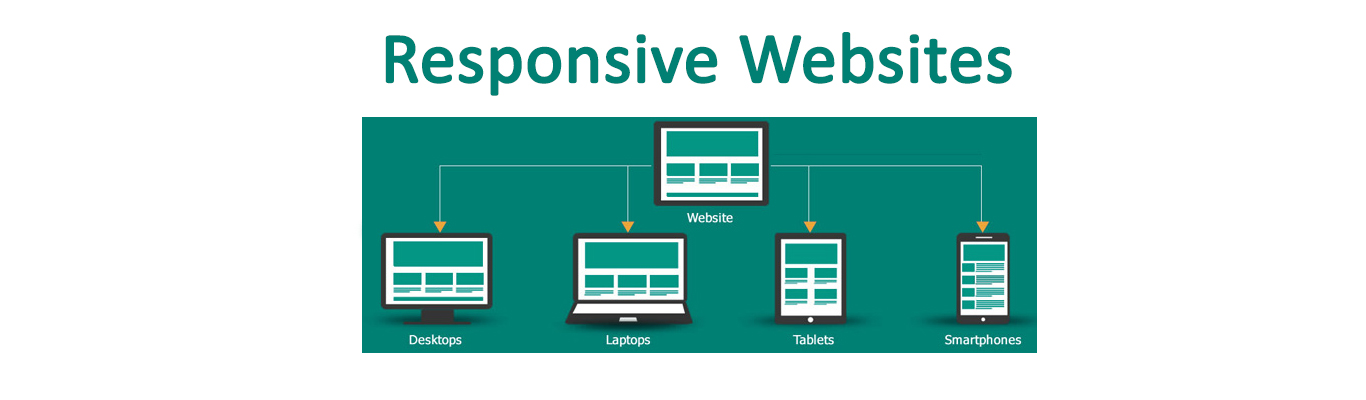 Responsive Websites
Website
Desktops
Laptops
Tablets
Smartphones